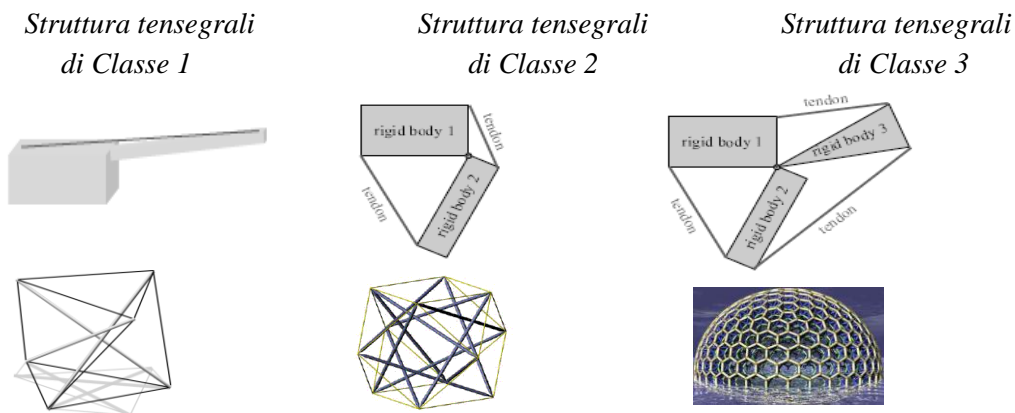 Struttura tensegrali
di Classe 1
Struttura tensegrali
di Classe 2
Struttura tensegrali
di Classe 3
rigid body 1
tendon
tendon
rigid body 2
tendon
rigid body 1
rigid body 3
tendon
rigid body 2
tendon